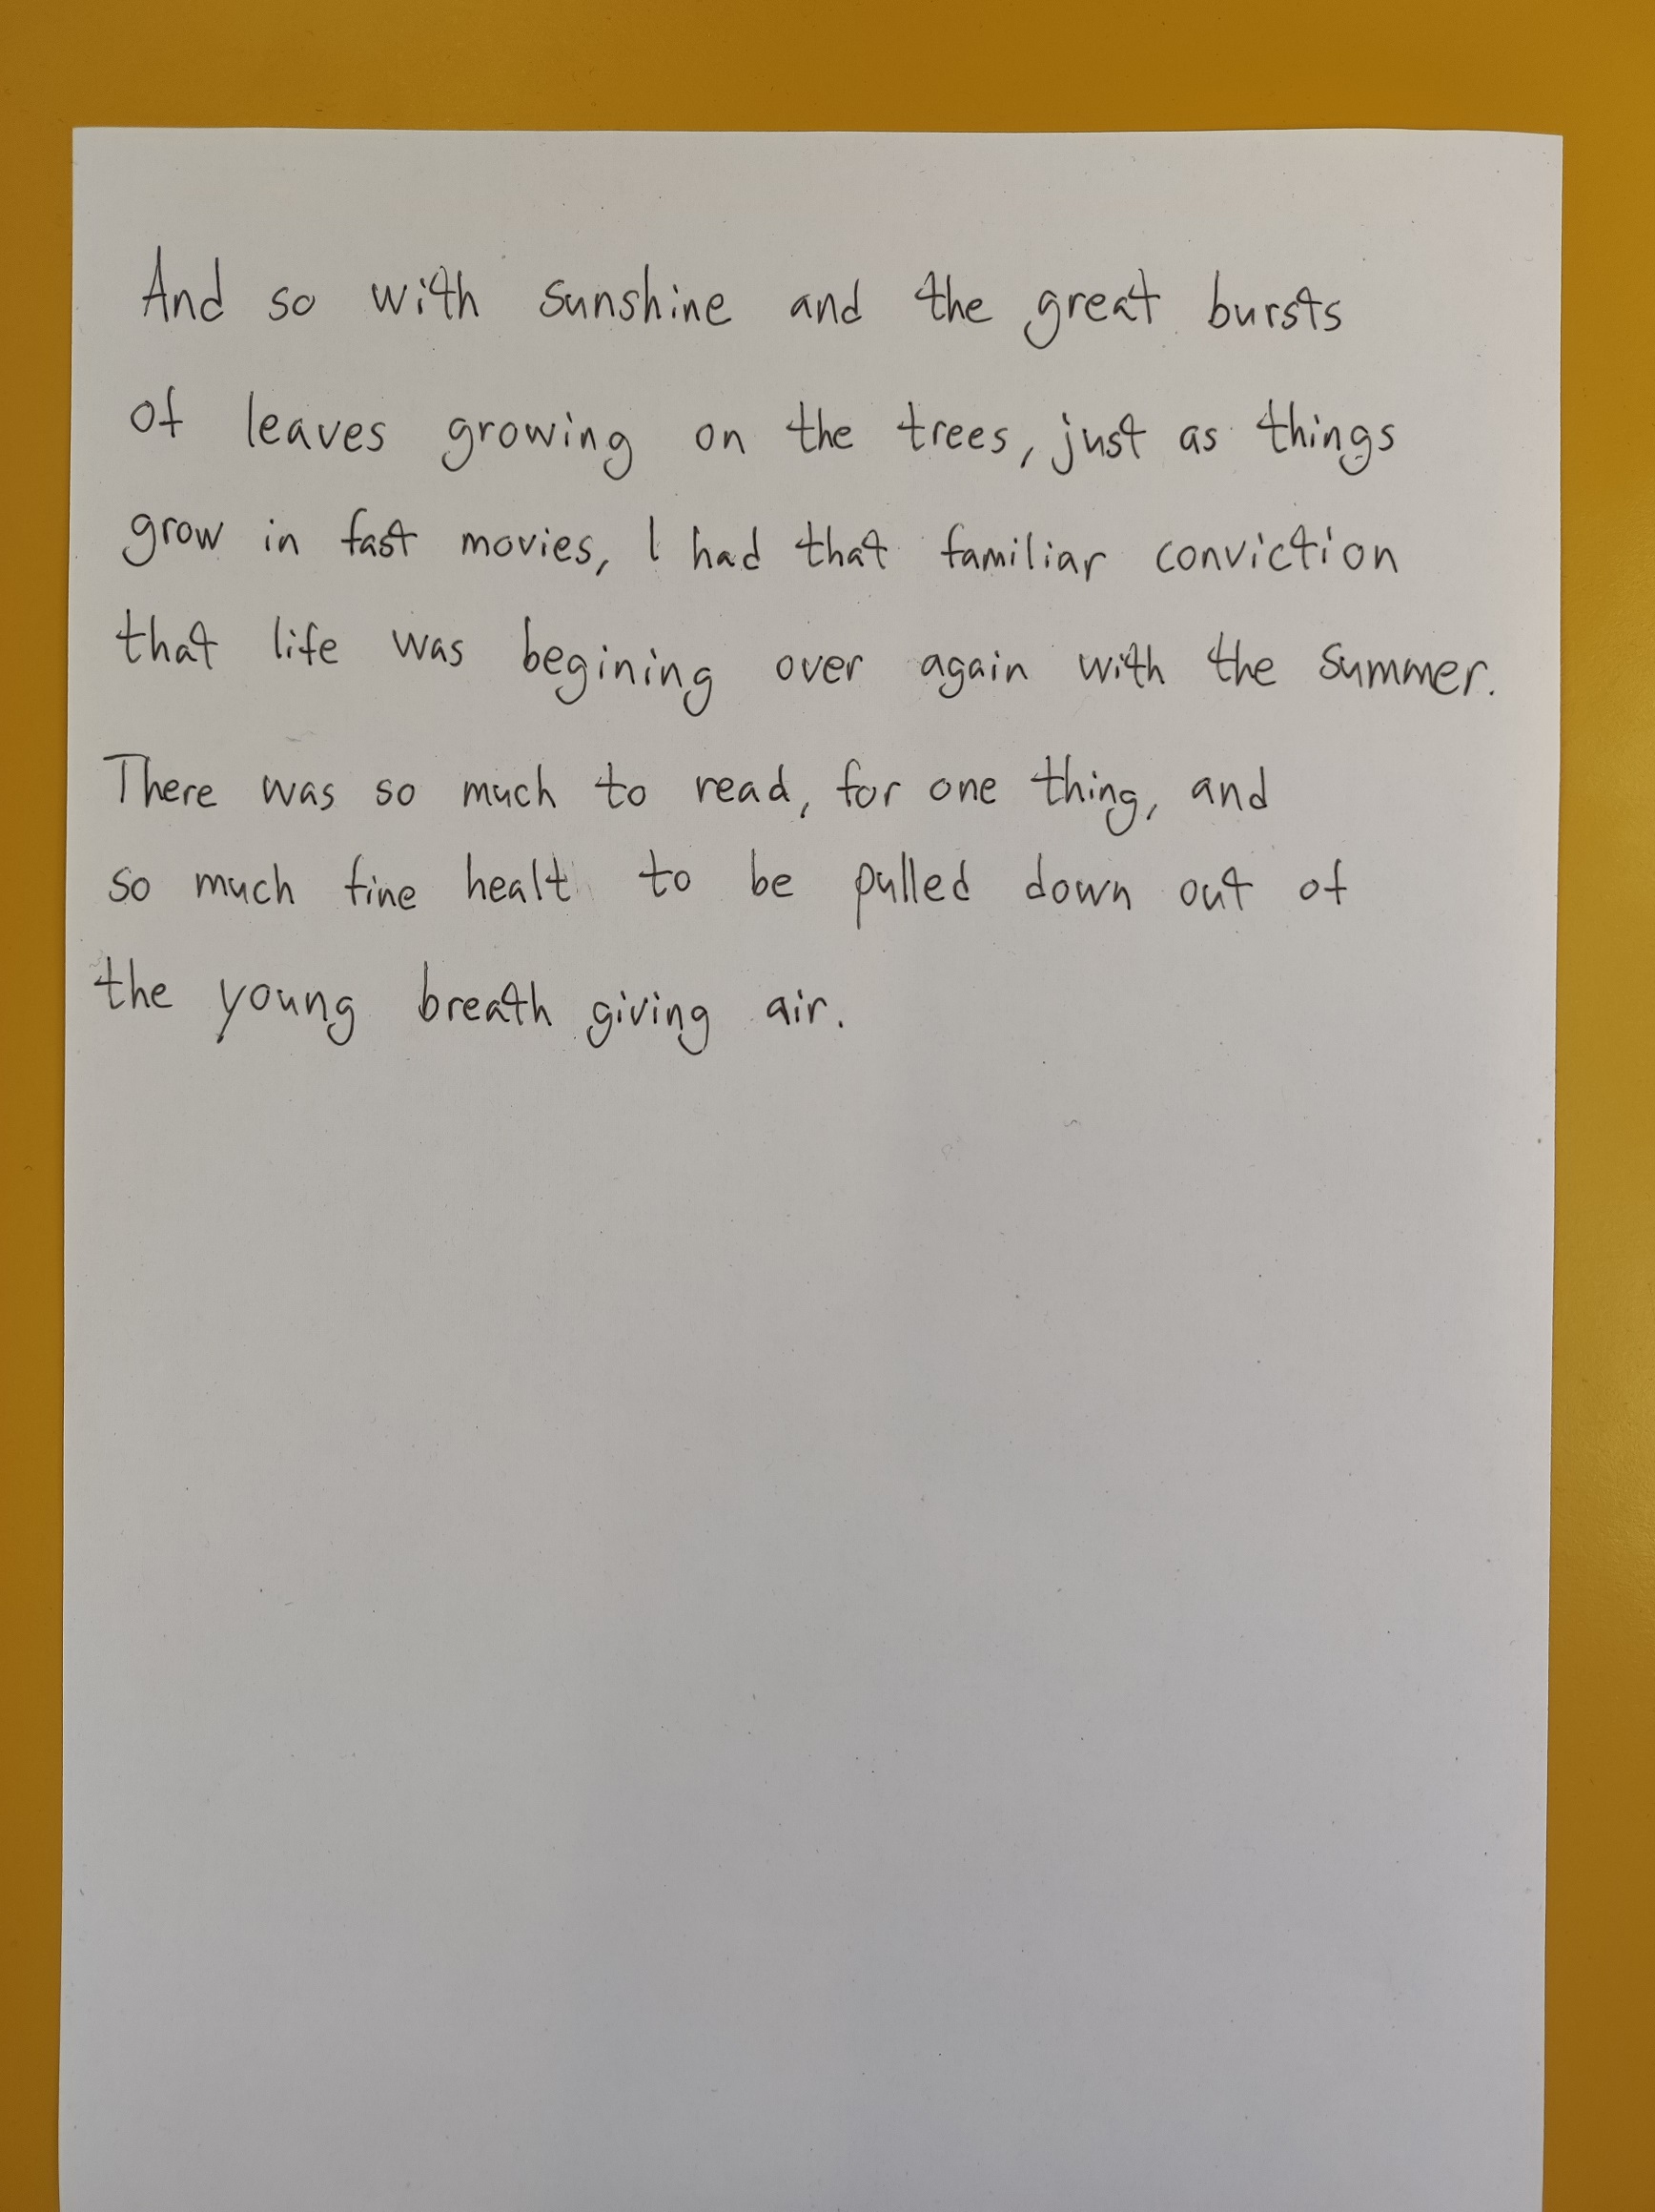 And so with sunshine and the great bursts
of leaves growing on the trees, just as things
grow in fast movies, I had that familiar conviction
that life was begining over again with the summer.
There was so much to read, for one thing, and
so much fine healt to be pulled down out of
the young breath giving air.